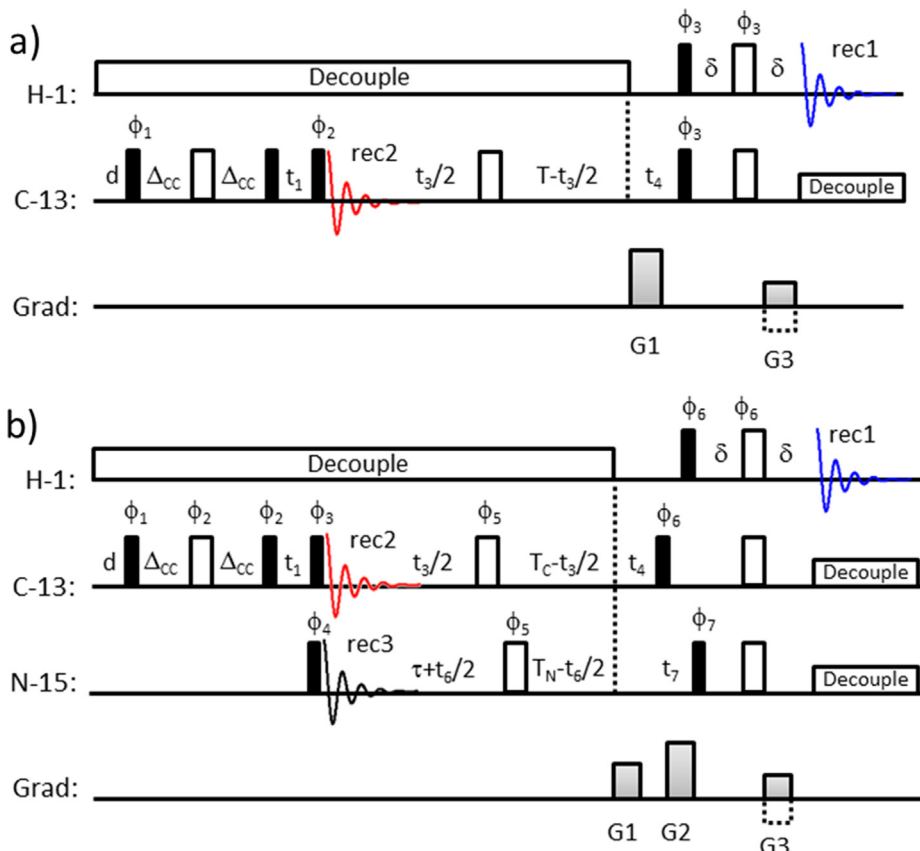 a)
ϕ3 ϕ3 rec1
Decouple δ δ
H-1:
ϕ1 ϕ2 rec2 ϕ3
d ΔCC ΔCC t1 t3/2 T-t3/2 t4
C-13: Decouple
Grad:
G1 G3
b)
ϕ6 ϕ6 rec1
Decouple δ δ
H-1:
ϕ1 ϕ2 ϕ2 ϕ3 rec2 ϕ5 ϕ6
d ΔCC ΔCC t1 t3/2 TC-t3/2 t4
C-13: Decouple
ϕ4 rec3 ϕ5 ϕ7
τ+t6/2 TN-t6/2 t7
N-15: Decouple
Grad:
G1 G2 G3